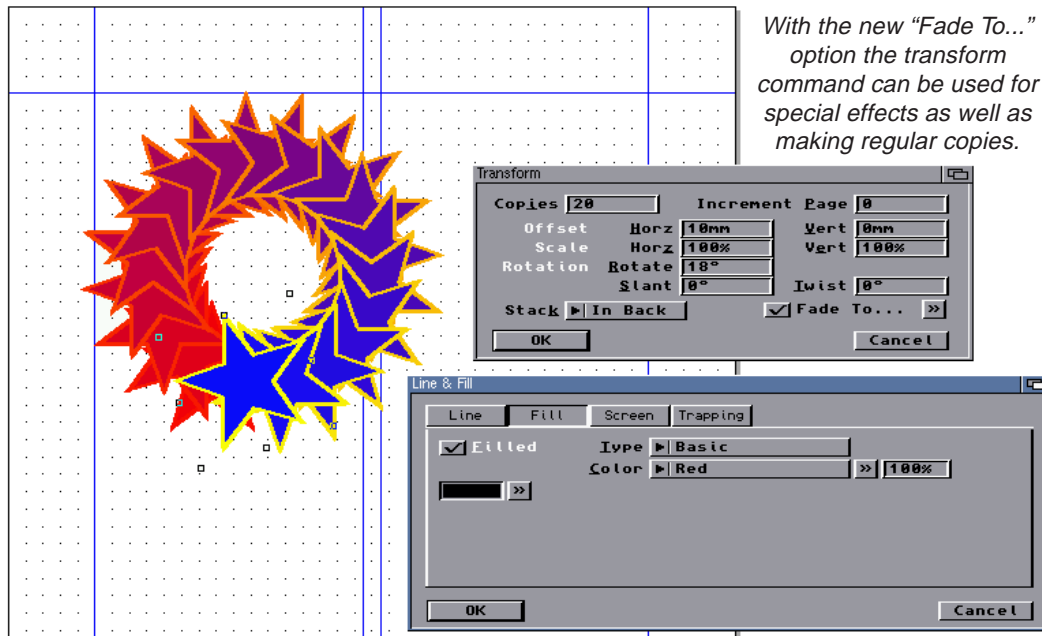 With the new “Fade To...”
option the transform
command can be used for
special effects as well as
making regular copies.
Transform
Copies 20 Increment Page 0
Offset Horz 10mm Vert 0mm
Scale Horz 100% Vert 100%
Rotation Rotate 18°
Slant 0° Twist 0°
Stack In Back Fade To... »
OK Cancel
Line & Fill
Line Fill Screen Trapping
Filled Type Basic
Color Red » 100%
»
OK Cancel